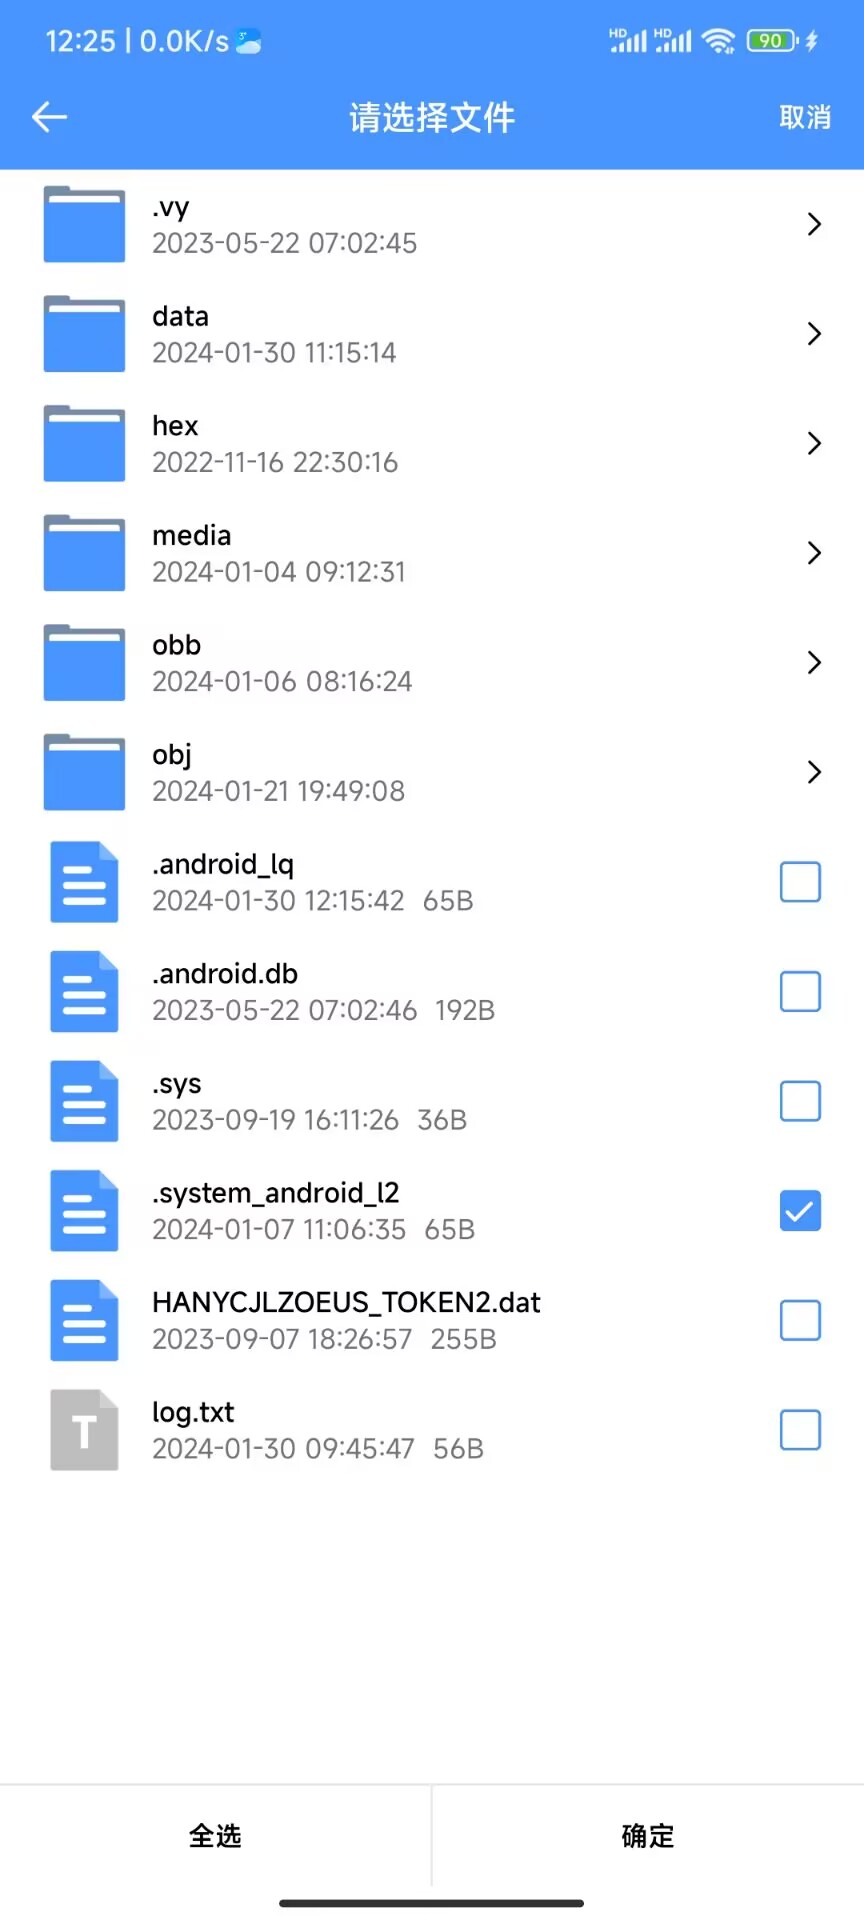 12:25 | 0.0K/s
HD HD 90
请选择文件
取消
.vy
2023-05-22 07:02:45
data
2024-01-30 11:15:14
hex
2022-11-16 22:30:16
media
2024-01-04 09:12:31
obb
2024-01-06 08:16:24
obj
2024-01-21 19:49:08
.android_lq
2024-01-30 12:15:42 65B
.android.db
2023-05-22 07:02:46 192B
.sys
2023-09-19 16:11:26 36B
.system_android_l2
2024-01-07 11:06:35 65B
HANYCJLZOEUS_TOKEN2.dat
2023-09-07 18:26:57 255B
T
log.txt
2024-01-30 09:45:47 56B
全选
确定